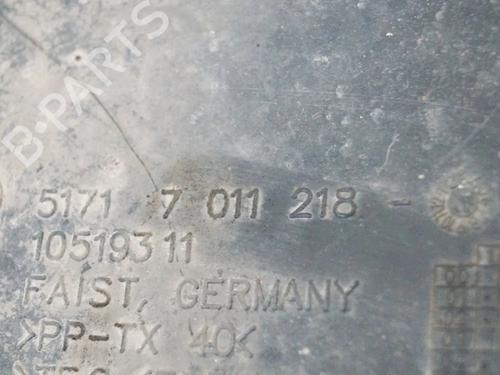 B-PARTS
5171 7 011 218 -
10519311
FAIST, GERMANY
>PP-TX 40<